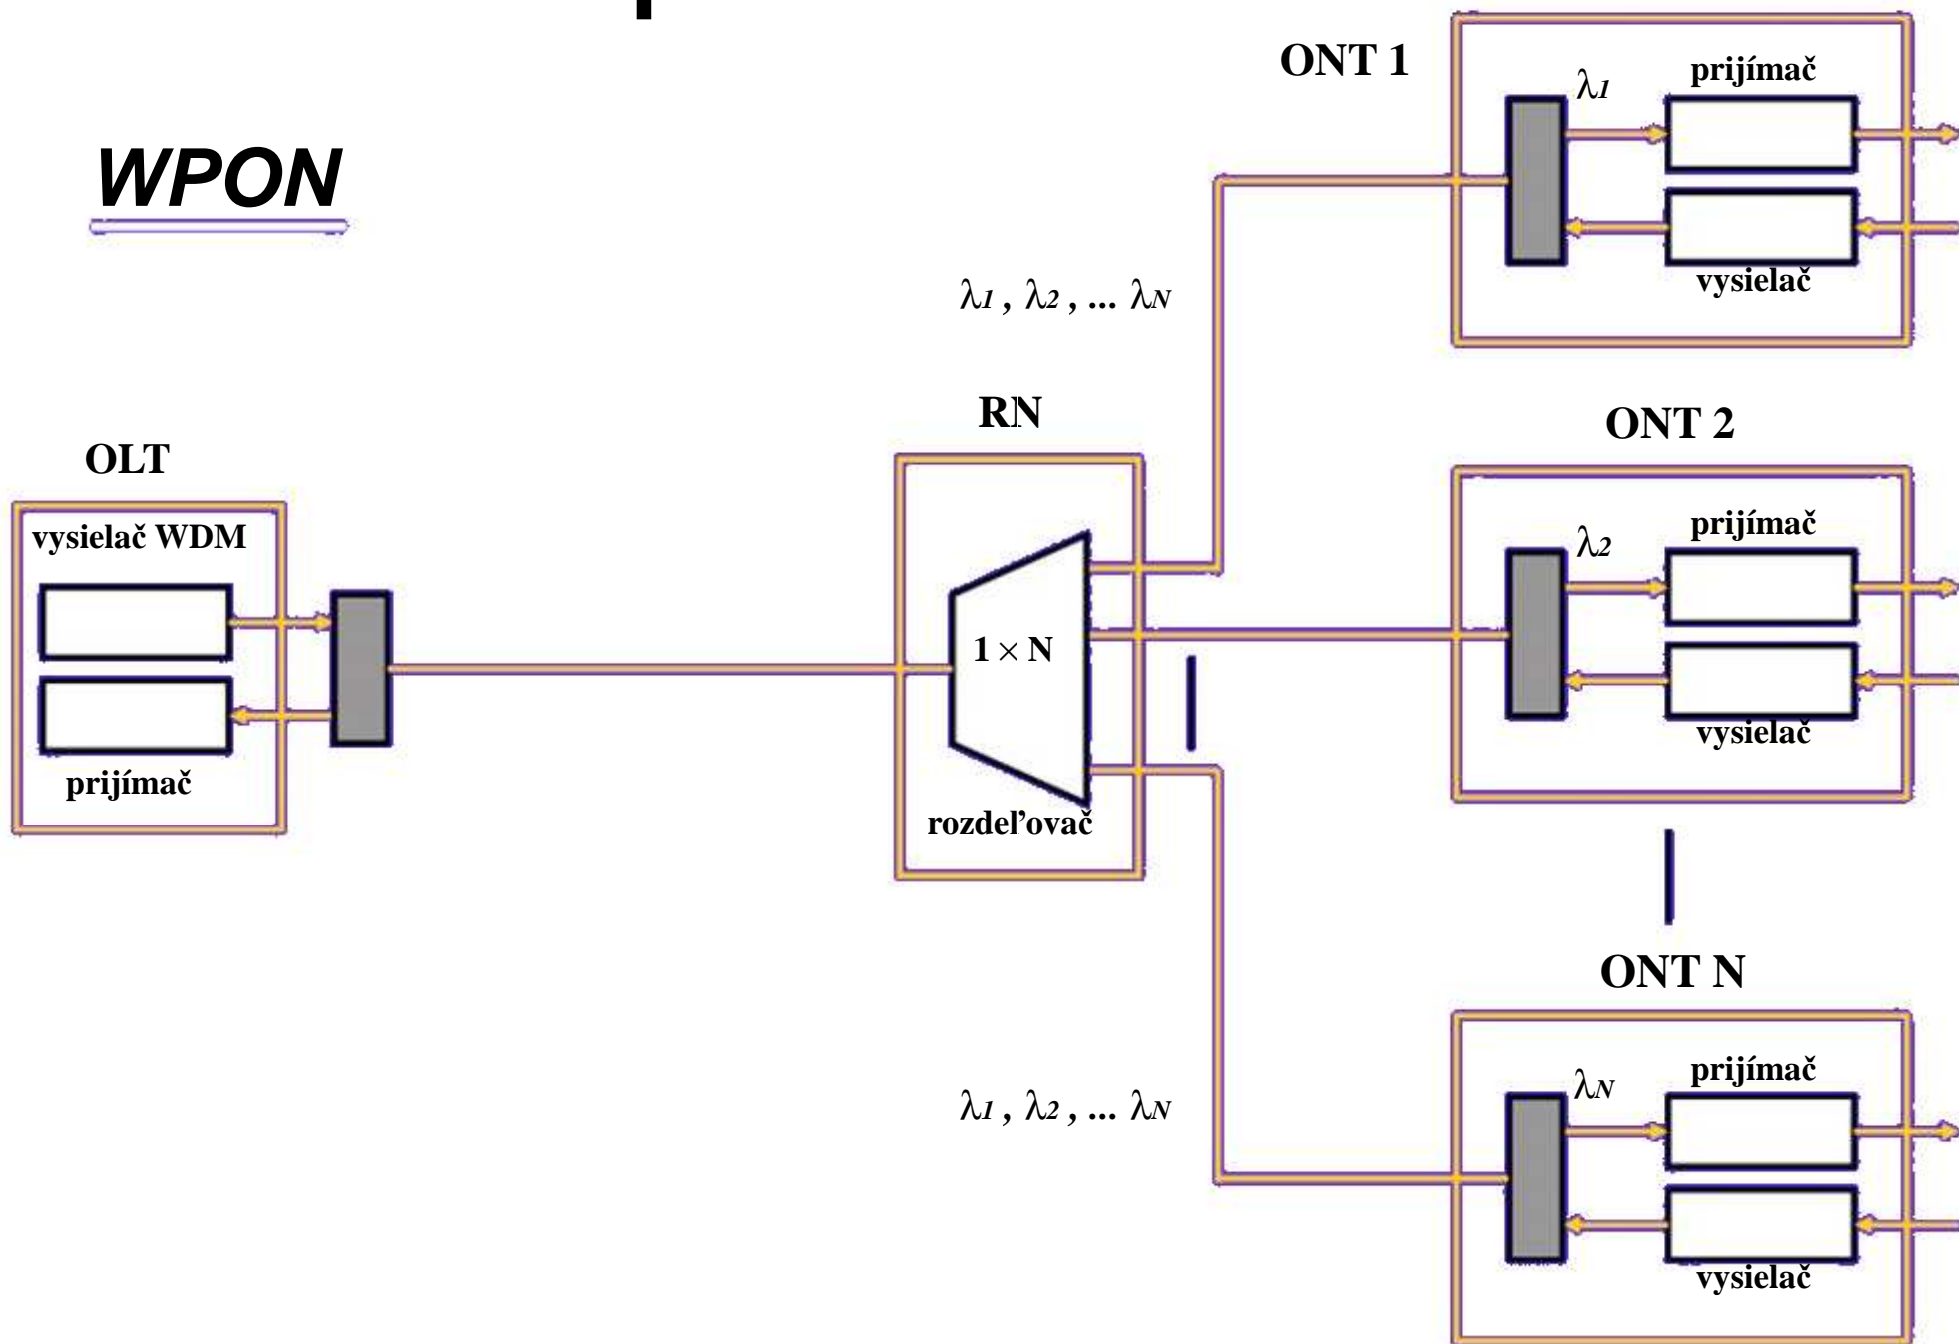 WPON
ONT 1
λ1
prijímač
vysielač
λ1 , λ2 , ... λN
RN
ONT 2
OLT
vysielač WDM
λ2
prijímač
1 × N
vysielač
prijímač
rozdeľovač
ONT N
λN
prijímač
λ1 , λ2 , ... λN
vysielač